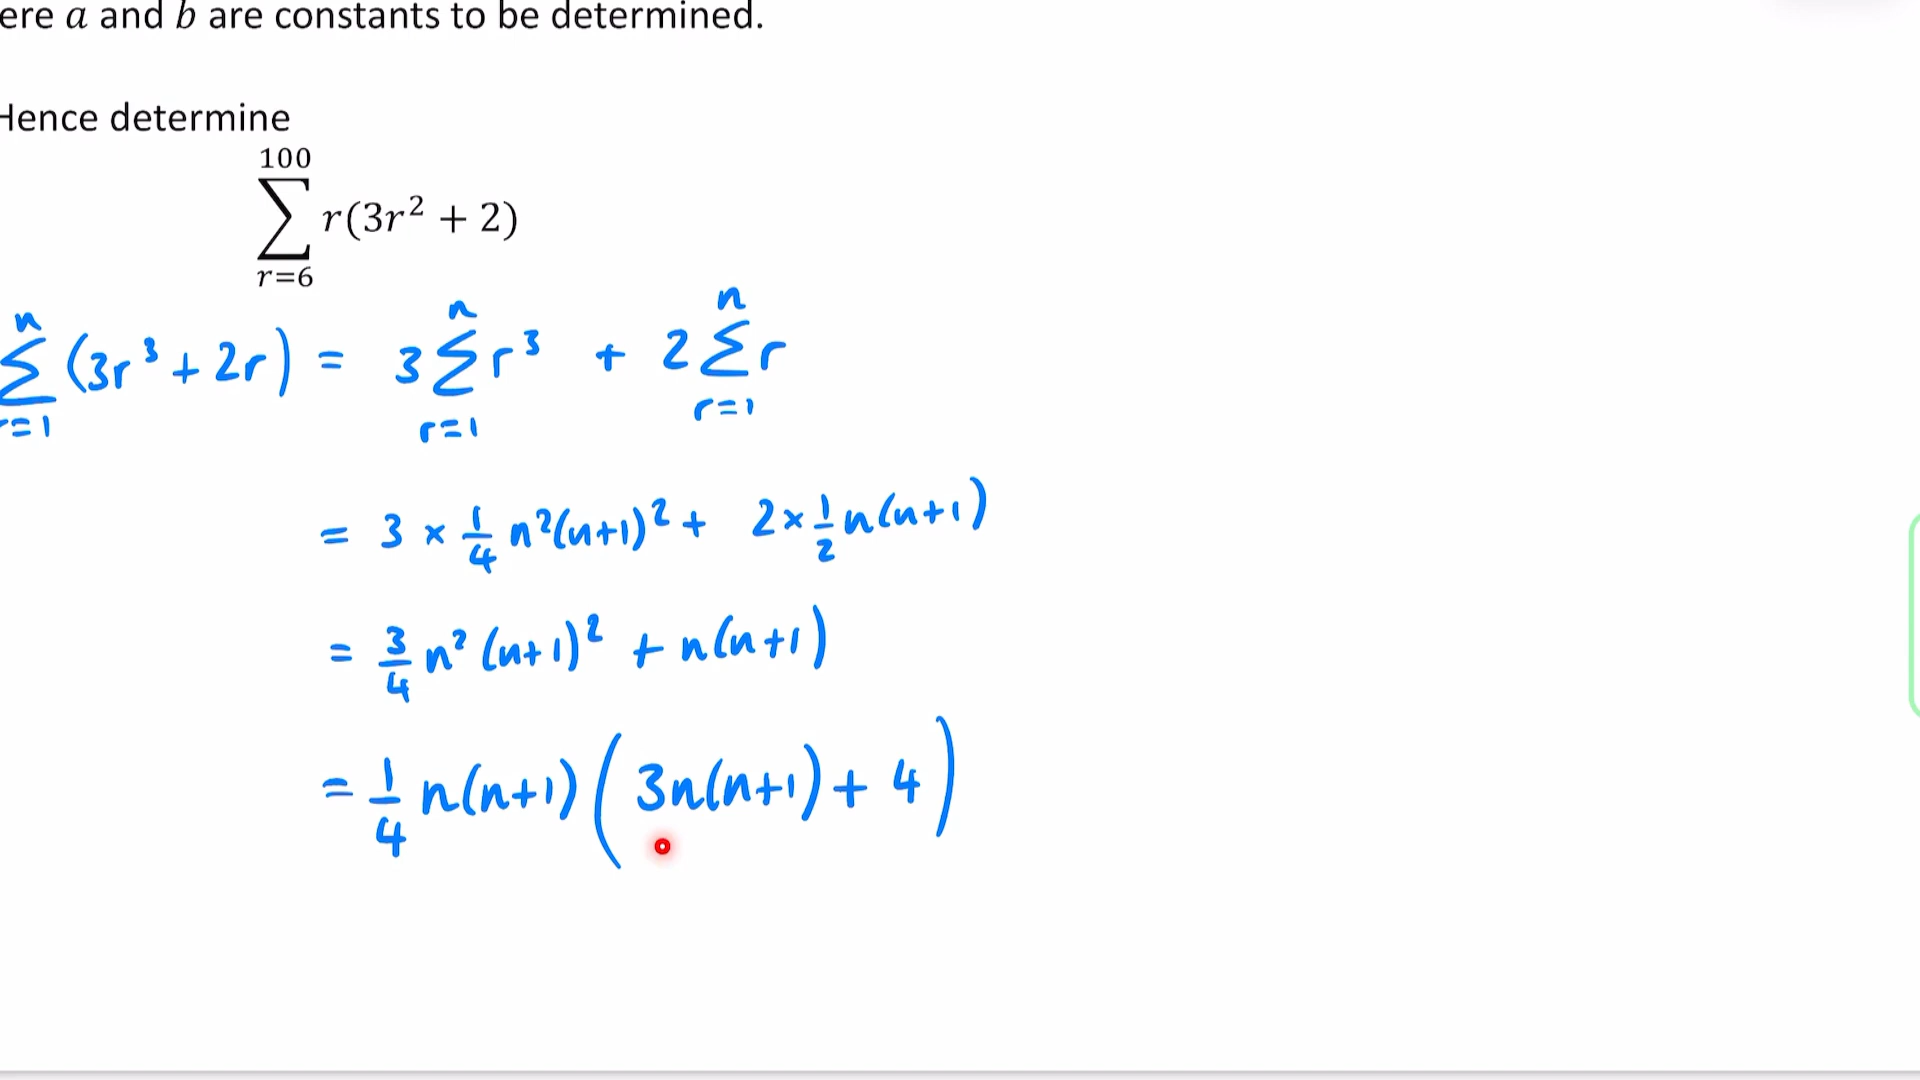 ere a and b are constants to be determined.
Hence determine
100
∑ r(3r² + 2)
r=6
n n n
∑ (3r³ + 2r) = 3∑r³ + 2∑r
r=1 r=1 r=1
= 3 × 1/4 n²(n+1)² + 2×1/2 n(n+1)
= 3/4 n² (n+1)² + n(n+1)
= 1/4 n(n+1) ( 3n(n+1) + 4 )